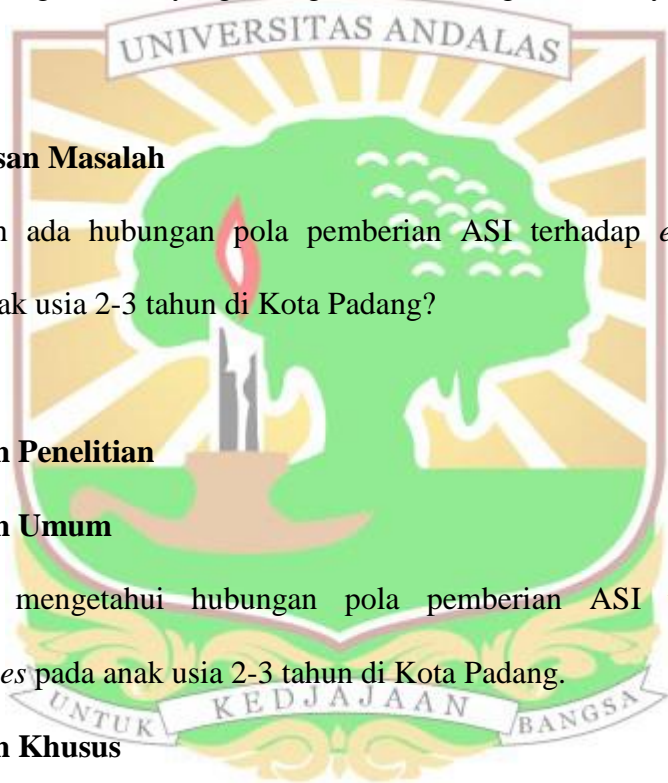 UNIVERSITAS ANDALAS
san Masalah
ada hubungan pola pemberian ASI terhadap
ak usia 2-3 tahun di Kota Padang?
n Penelitian
n Umum
mengetahui hubungan pola pemberian ASI
es pada anak usia 2-3 tahun di Kota Padang.
UNTUK KEDJAJAAN BANGSA
n Khusus